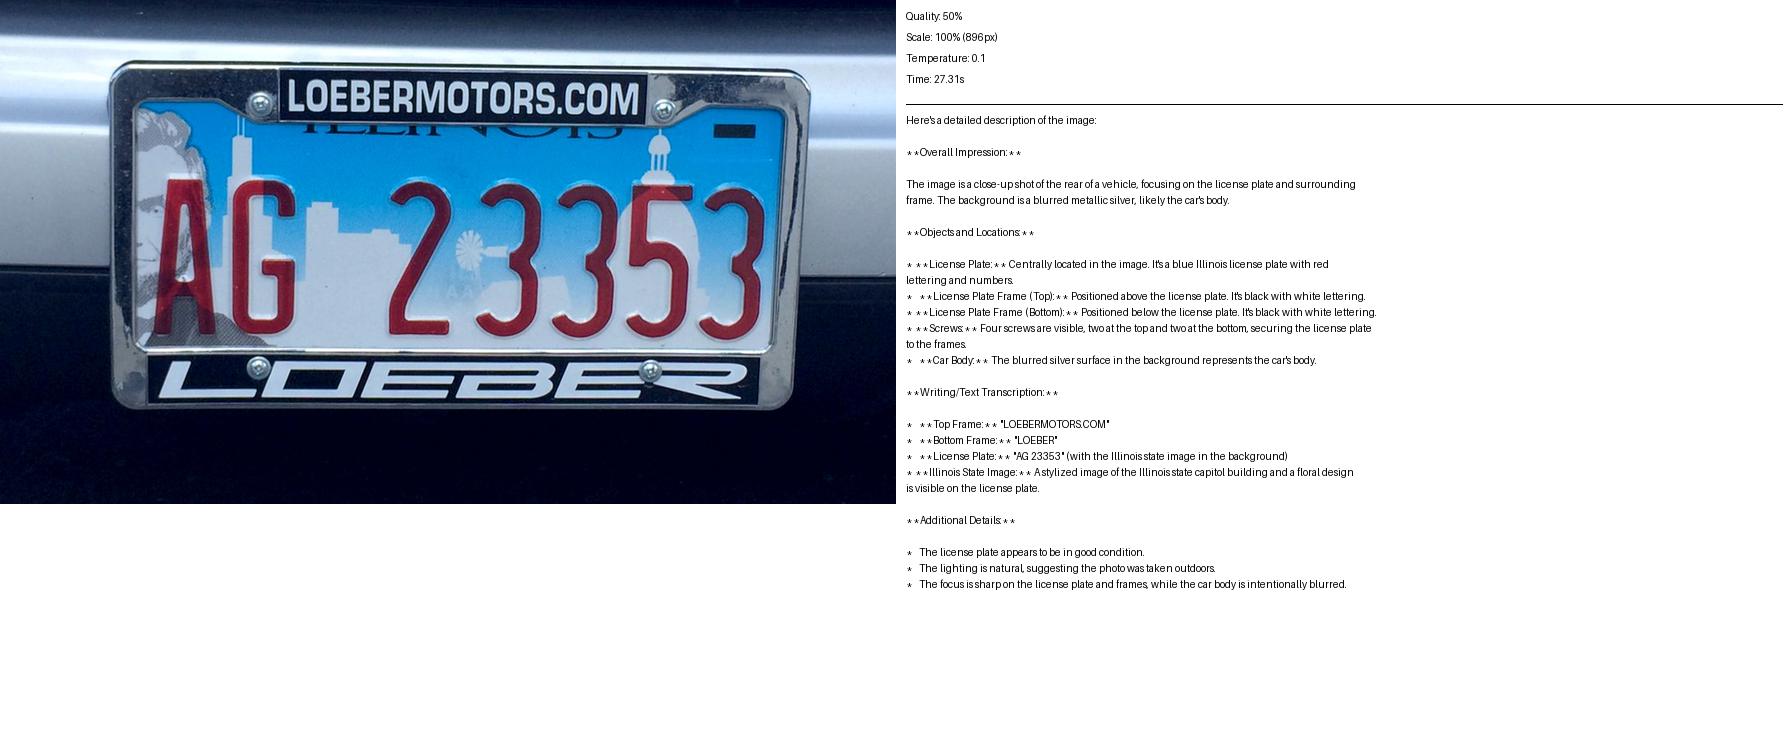 LOEBERMOTORS.COM
ILLINOIS
AG 23353
LOEBER
Quality: 50%
Scale: 100% (896px)
Temperature: 0.1
Time: 27.31s
Here's a detailed description of the image:
**Overall Impression:**
The image is a close-up shot of the rear of a vehicle, focusing on the license plate and surrounding
frame. The background is a blurred metallic silver, likely the car's body.
**Objects and Locations:**
* **License Plate:** Centrally located in the image. It's a blue Illinois license plate with red
lettering and numbers.
* **License Plate Frame (Top):** Positioned above the license plate. It's black with white lettering.
* **License Plate Frame (Bottom):** Positioned below the license plate. It's black with white lettering.
* **Screws:** Four screws are visible, two at the top and two at the bottom, securing the license plate
to the frames.
* **Car Body:** The blurred silver surface in the background represents the car's body.
**Writing/Text Transcription:**
* **Top Frame:** "LOEBERMOTORS.COM"
* **Bottom Frame:** "LOEBER"
* **License Plate:** "AG 23353" (with the Illinois state image in the background)
* **Illinois State Image:** A stylized image of the Illinois state capitol building and a floral design
is visible on the license plate.
**Additional Details:**
* The license plate appears to be in good condition.
* The lighting is natural, suggesting the photo was taken outdoors.
* The focus is sharp on the license plate and frames, while the car body is intentionally blurred.